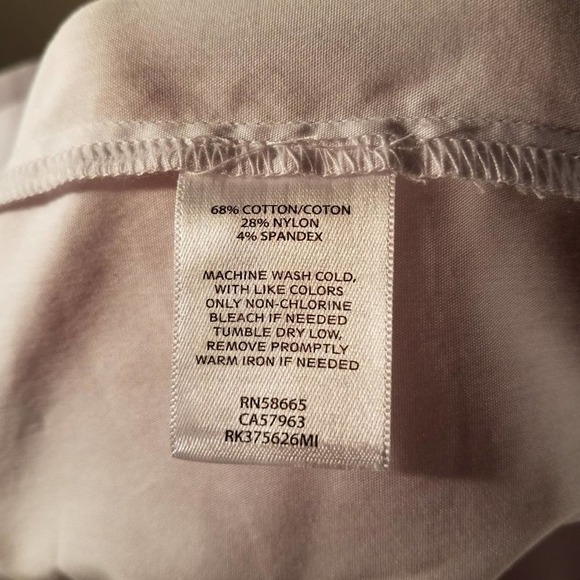 68% COTTON/COTON
28% NYLON
4% SPANDEX
MACHINE WASH COLD,
WITH LIKE COLORS
ONLY NON-CHLORINE
BLEACH IF NEEDED
TUMBLE DRY LOW,
REMOVE PROMPTLY
WARM IRON IF NEEDED
RN58665
CA57963
RK375626MI